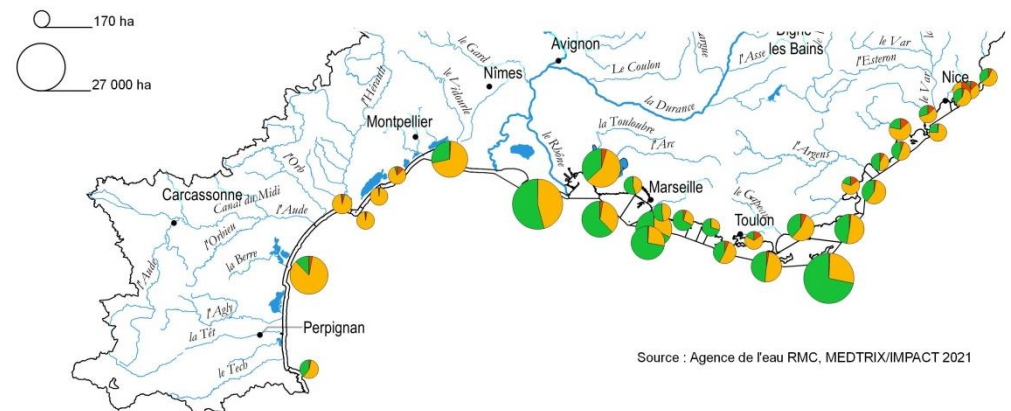 170 ha
27 000 ha
Avignon
Digne
les Bains
Nice
Nîmes
Montpellier
Carcassonne
Marseille
Toulon
Perpignan
le Gard
le Vidourle
l'Hérault
l'Orb
Canal du Midi
l'Aude
l'Orbieu
l'Aude
la Berre
l'Agly
la Têt
le Tech
le Rhône
Le Coulon
la Durance
la Touloubre
l'Arc
l'Asse
le Var
l'Esteron
le Var
l'Argens
le Gapeau
Source : Agence de l'eau RMC, MEDTRIX/IMPACT 2021